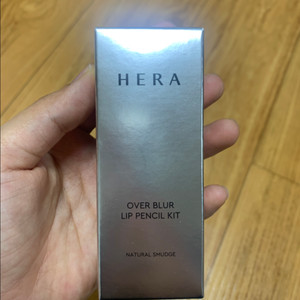 HERA
OVER BLUR
LIP PENCIL KIT
NATURAL SMUDGE